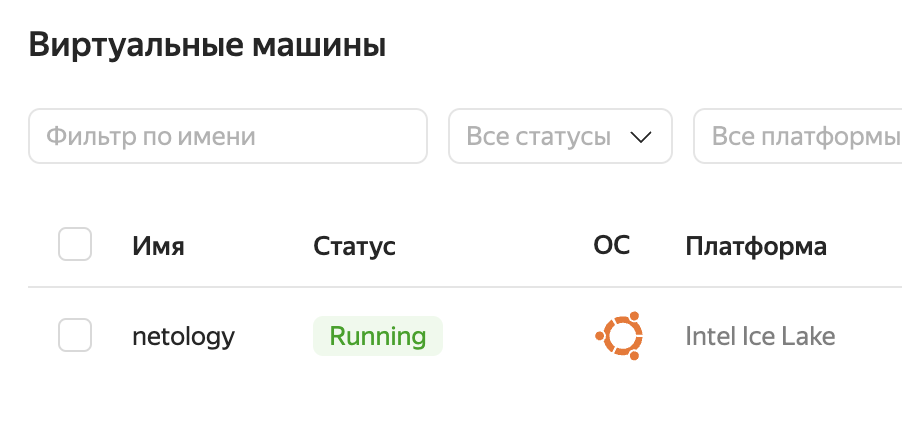 Виртуальные машины
Фильтр по имени Все статусы Все платформы
Имя Статус ОС Платформа
netology Running Intel Ice Lake